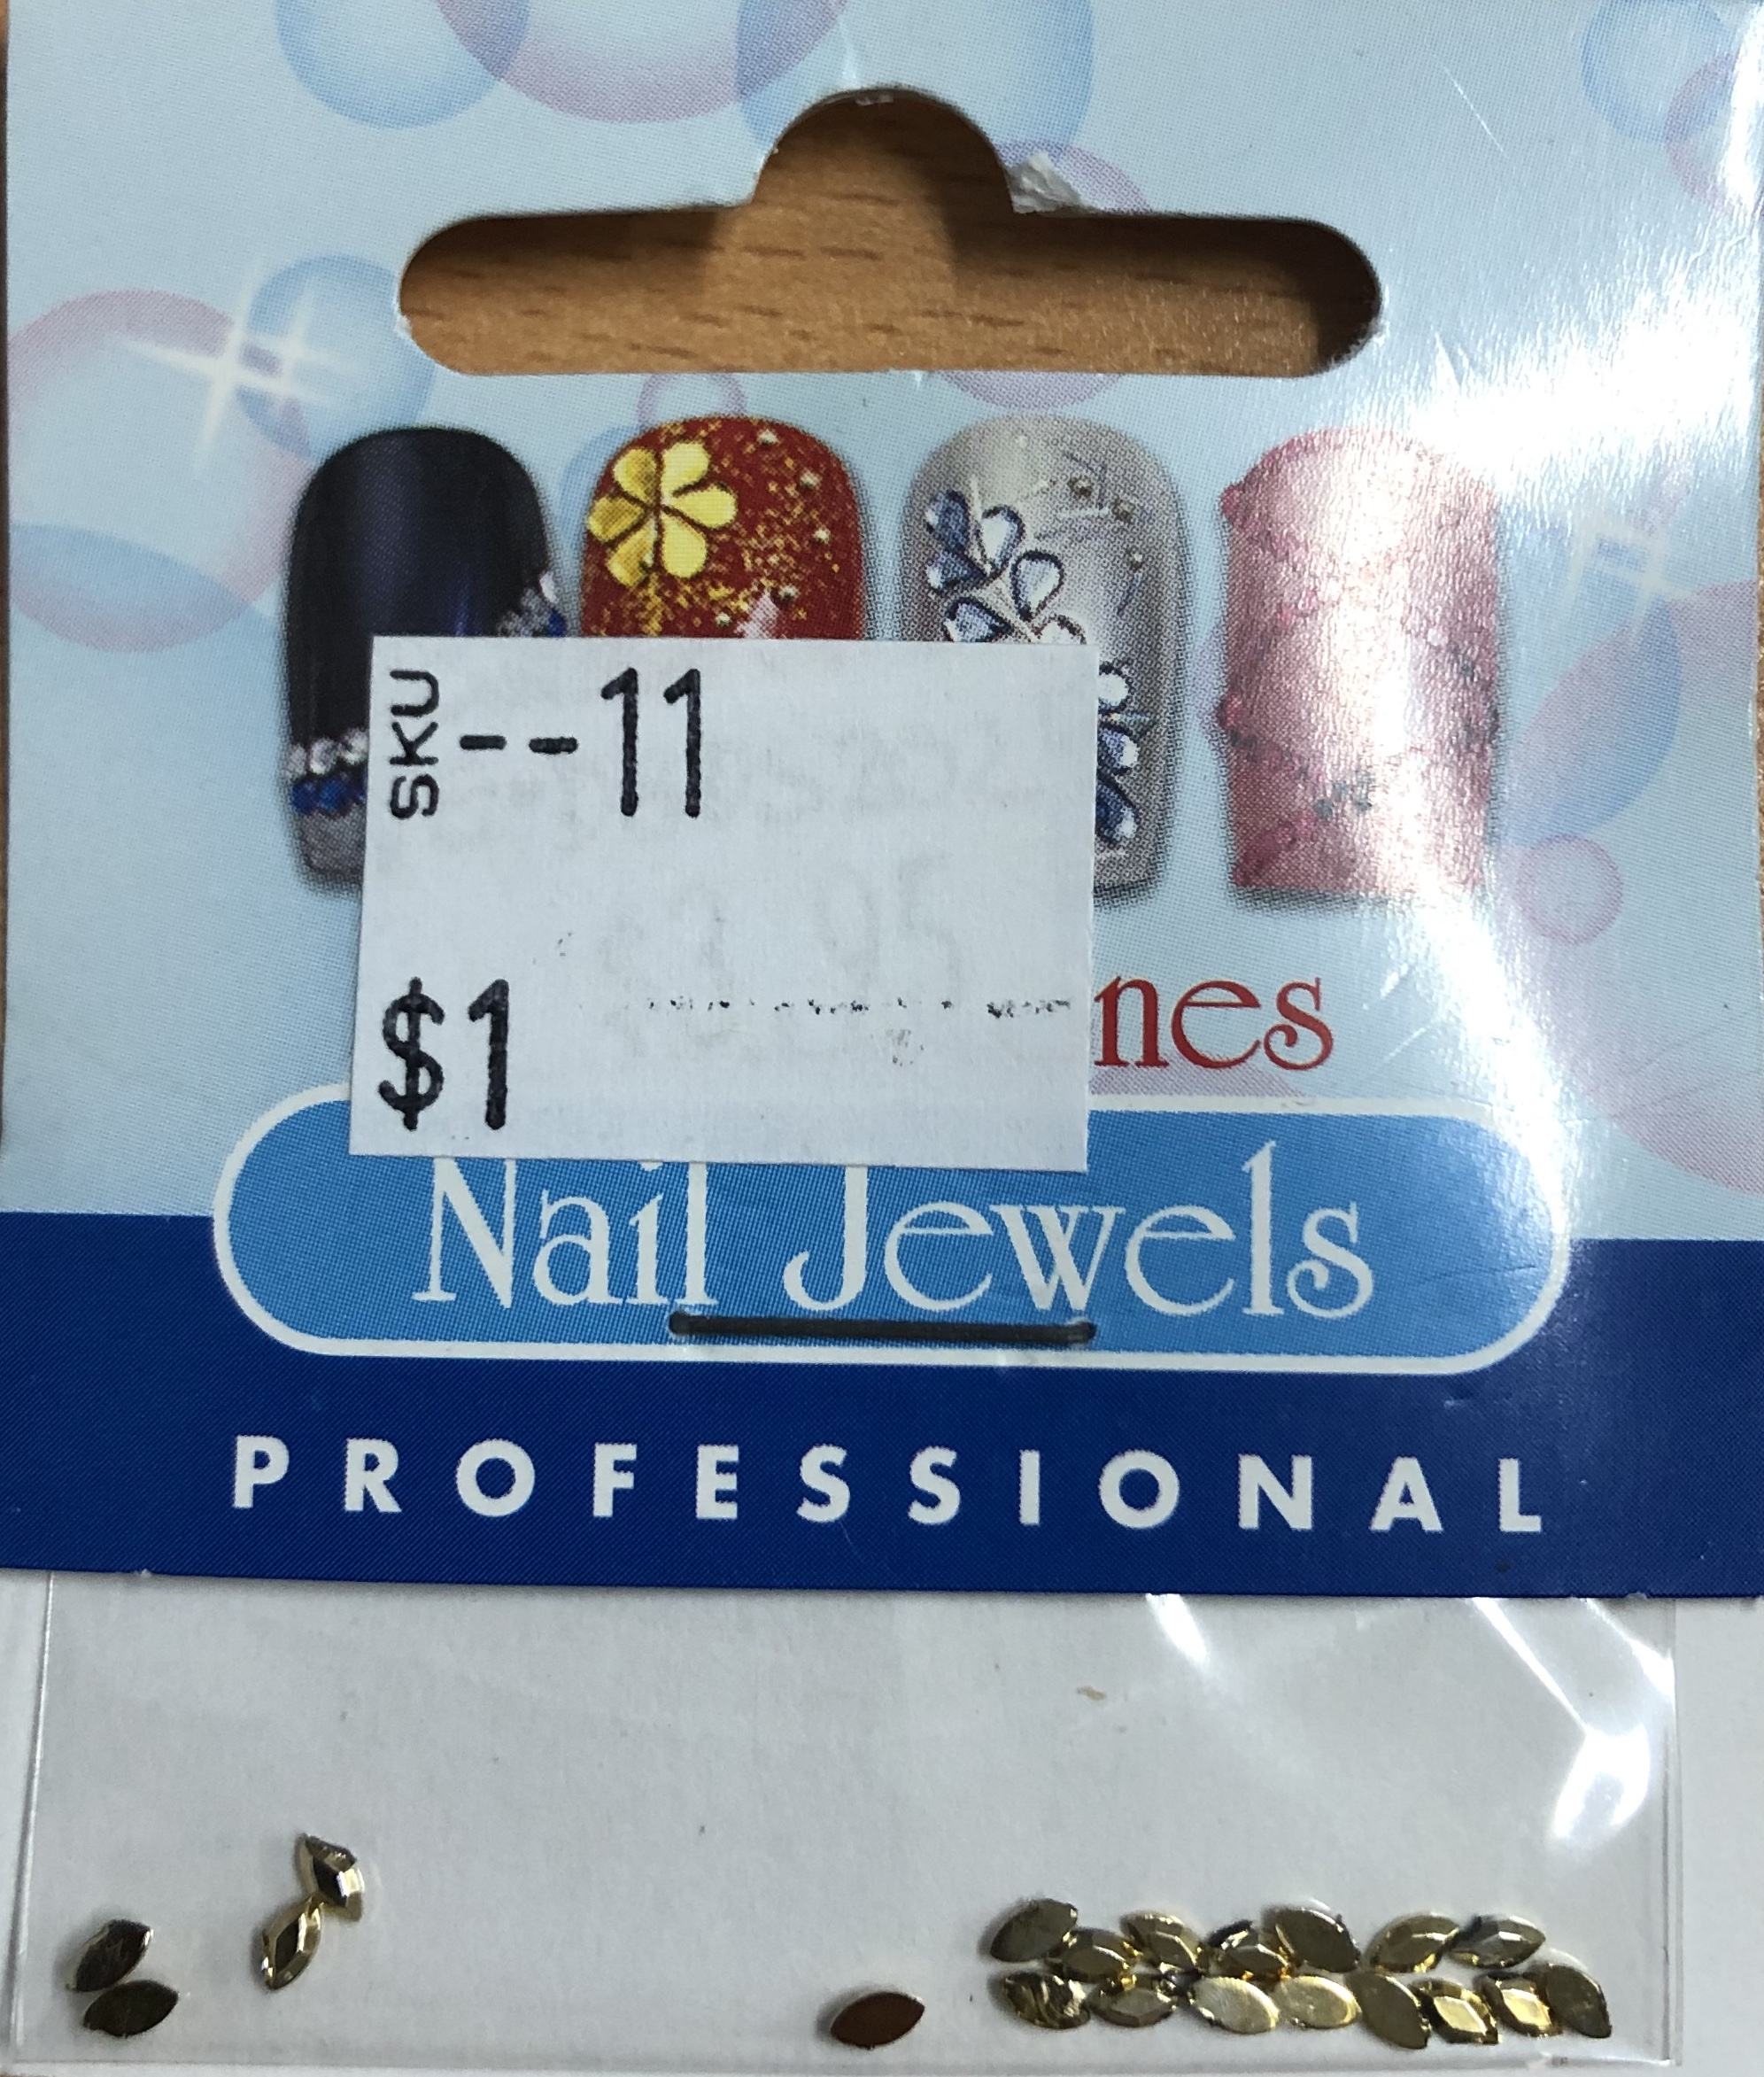 SKU --11
$1
nes
Nail Jewels
PROFESSIONAL